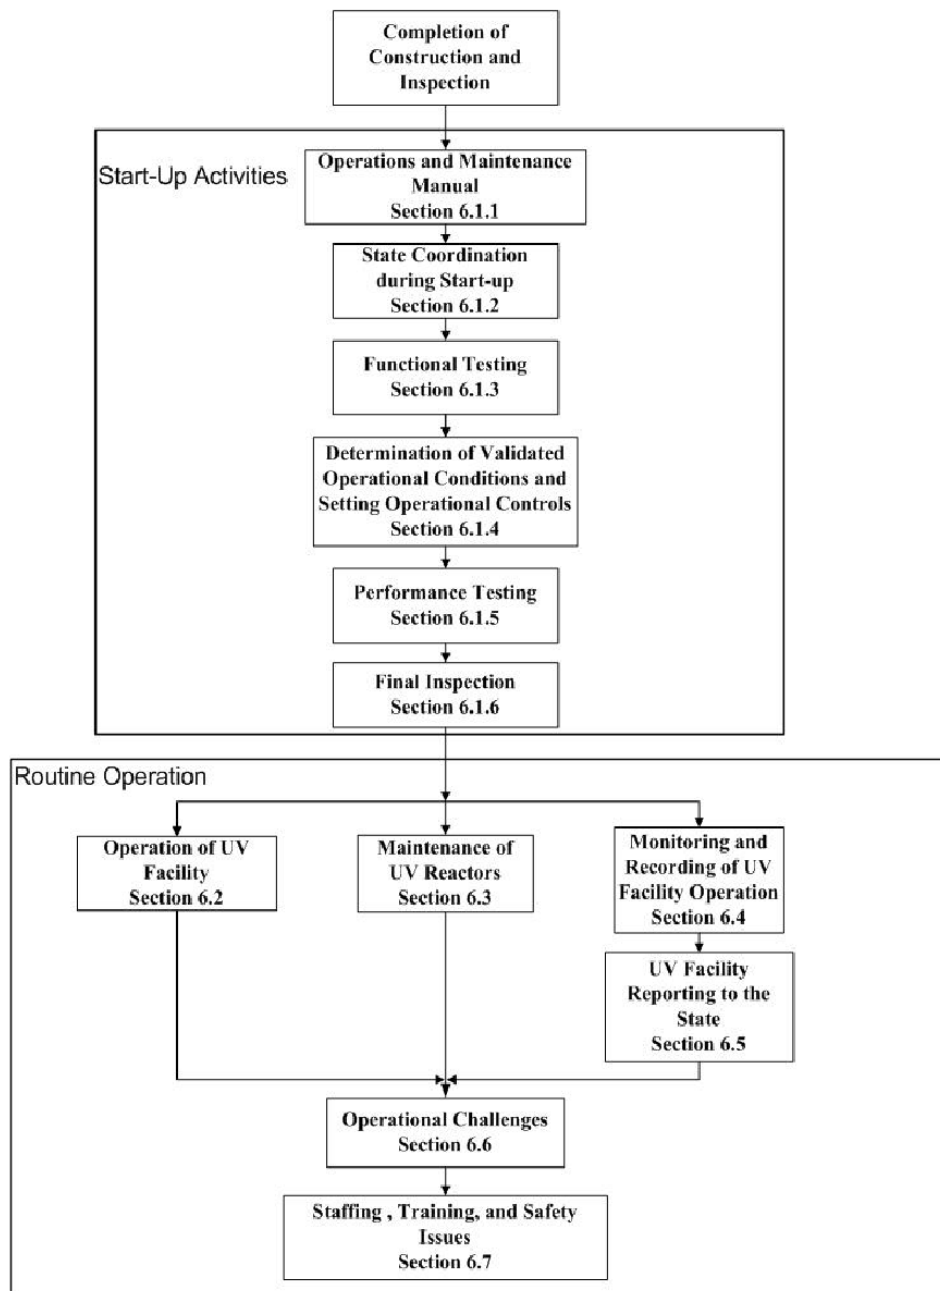 Completion of
Construction and
Inspection
Start-Up Activities
Operations and Maintenance
Manual
Section 6.1.1
State Coordination
during Start-up
Section 6.1.2
Functional Testing
Section 6.1.3
Determination of Validated
Operational Conditions and
Setting Operational Controls
Section 6.1.4
Performance Testing
Section 6.1.5
Final Inspection
Section 6.1.6
Routine Operation
Operation of UV
Facility
Section 6.2
Maintenance of
UV Reactors
Section 6.3
Monitoring and
Recording of UV
Facility Operation
Section 6.4
UV Facility
Reporting to the
State
Section 6.5
Operational Challenges
Section 6.6
Staffing , Training, and Safety
Issues
Section 6.7